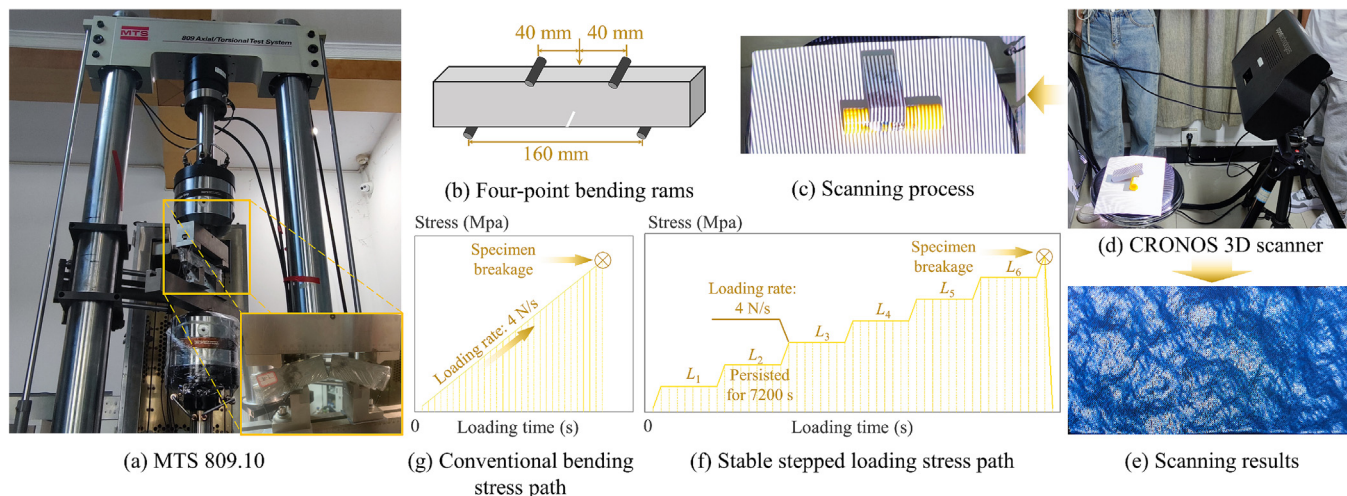 MTS
809 Axial/Torsional Test System
(a) MTS 809.10
40 mm
40 mm
160 mm
(b) Four-point bending rams
(c) Scanning process
(d) CRONOS 3D scanner
Stress (Mpa)
Specimen
breakage
Loading rate: 4 N/s
0
Loading time (s)
(g) Conventional bending
stress path
Stress (Mpa)
Specimen
breakage
Loading rate:
4 N/s
L1
L2
L3
L4
L5
L6
Persisted
for 7200 s
0
Loading time (s)
(f) Stable stepped loading stress path
(e) Scanning results